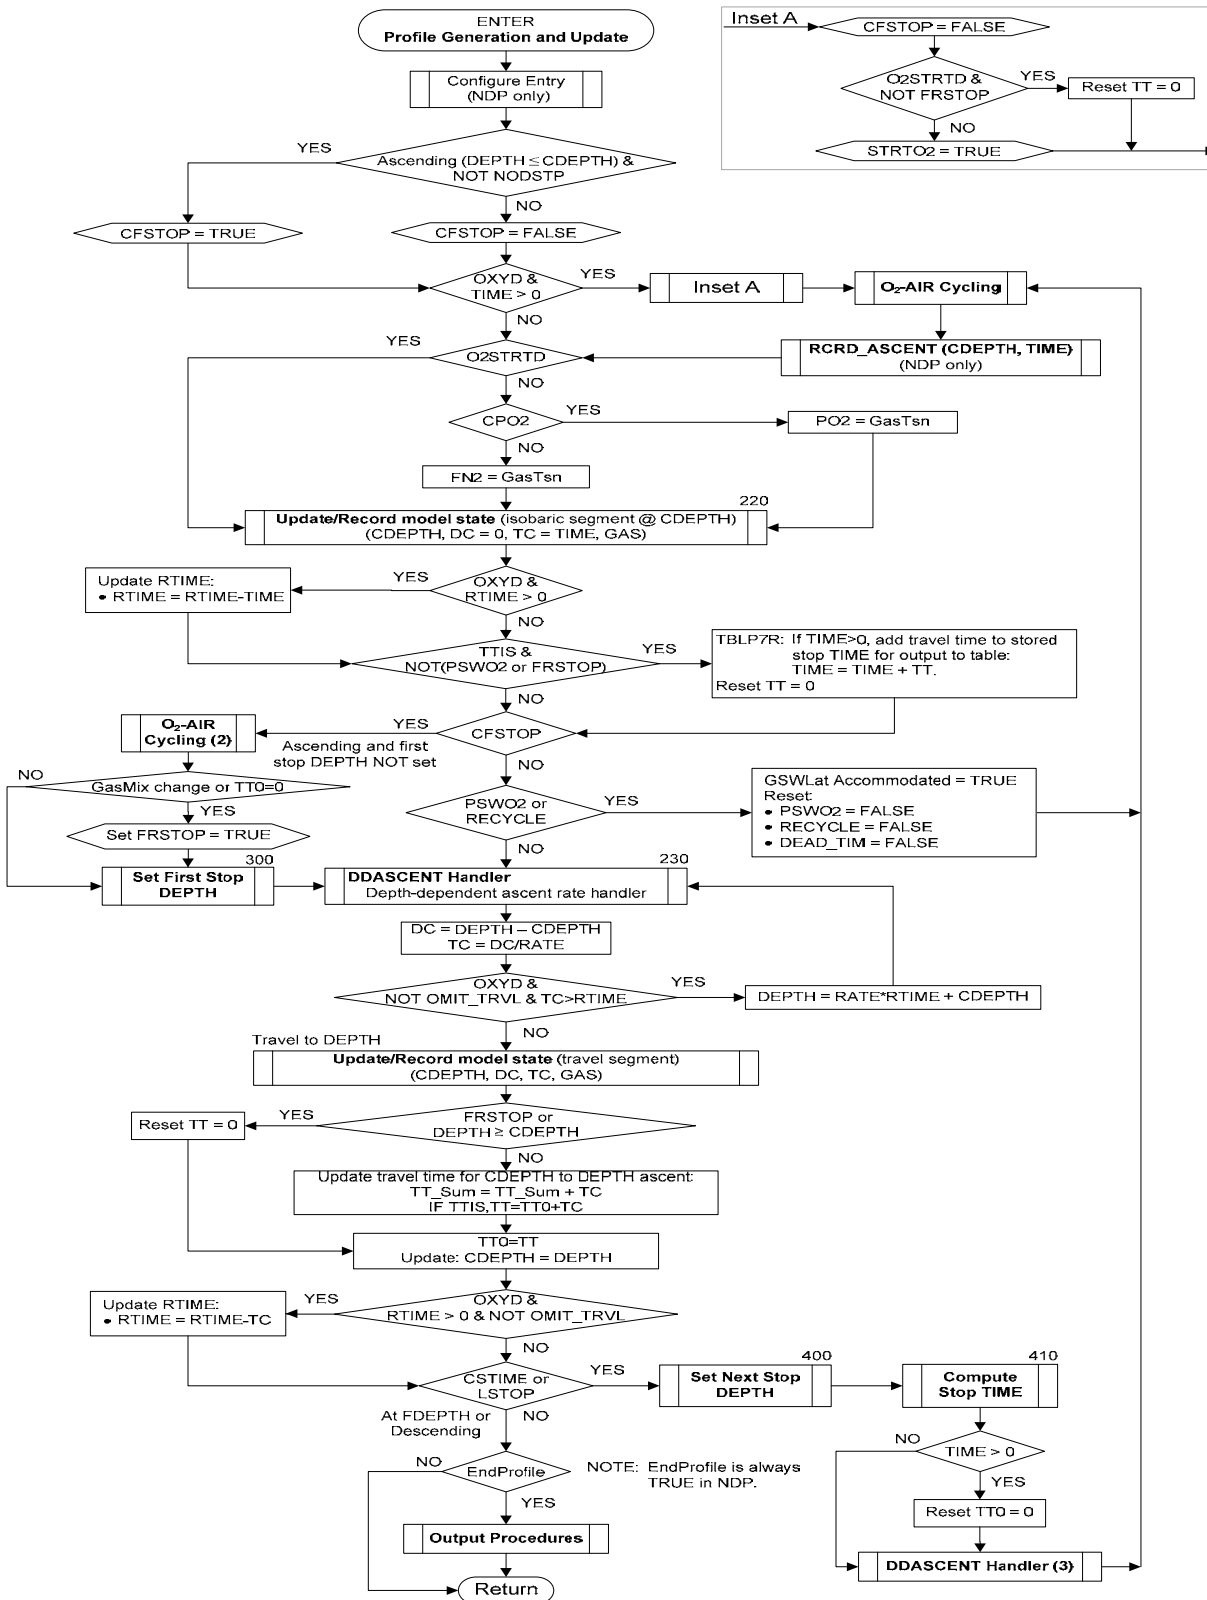 ENTER
Profile Generation and Update
Inset A
CFSTOP = FALSE
O2STRTD &
NOT FRSTOP
YES
Reset TT = 0
NO
STRTO2 = TRUE
Configure Entry
(NDP only)
YES
Ascending (DEPTH ≤ CDEPTH) &
NOT NODSTP
NO
CFSTOP = TRUE
CFSTOP = FALSE
OXYD &
TIME > 0
YES
Inset A
O₂-AIR Cycling
NO
YES
O2STRTD
RCRD_ASCENT (CDEPTH, TIME)
(NDP only)
NO
CPO2
YES
PO2 = GasTsn
NO
FN2 = GasTsn
220
Update/Record model state (isobaric segment @ CDEPTH)
(CDEPTH, DC = 0, TC = TIME, GAS)
Update RTIME:
• RTIME = RTIME-TIME
YES
OXYD &
RTIME > 0
NO
TTIS &
NOT(PSWO2 or FRSTOP)
YES
TBLP7R: If TIME>0, add travel time to stored
stop TIME for output to table:
TIME = TIME + TT.
Reset TT = 0
NO
O₂-AIR
Cycling (2)
YES
CFSTOP
Ascending and first
stop DEPTH NOT set
NO
NO
GasMix change or TT0=0
YES
PSWO2 or
RECYCLE
YES
GSWLat Accommodated = TRUE
Reset:
• PSWO2 = FALSE
• RECYCLE = FALSE
• DEAD_TIM = FALSE
Set FRSTOP = TRUE
NO
300
Set First Stop
DEPTH
230
DDASCENT Handler
Depth-dependent ascent rate handler
DC = DEPTH – CDEPTH
TC = DC/RATE
OXYD &
NOT OMIT_TRVL & TC>RTIME
YES
DEPTH = RATE*RTIME + CDEPTH
NO
Travel to DEPTH
Update/Record model state (travel segment)
(CDEPTH, DC, TC, GAS)
Reset TT = 0
YES
FRSTOP or
DEPTH ≥ CDEPTH
NO
Update travel time for CDEPTH to DEPTH ascent:
TT_Sum = TT_Sum + TC
IF TTIS,TT=TT0+TC
TT0=TT
Update: CDEPTH = DEPTH
Update RTIME:
• RTIME = RTIME-TC
YES
OXYD &
RTIME > 0 & NOT OMIT_TRVL
NO
CSTIME or
LSTOP
YES
400
Set Next Stop
DEPTH
410
Compute
Stop TIME
At FDEPTH or
Descending
NO
NO
TIME > 0
NO
EndProfile
NOTE: EndProfile is always
TRUE in NDP.
YES
YES
Reset TT0 = 0
Output Procedures
DDASCENT Handler (3)
Return